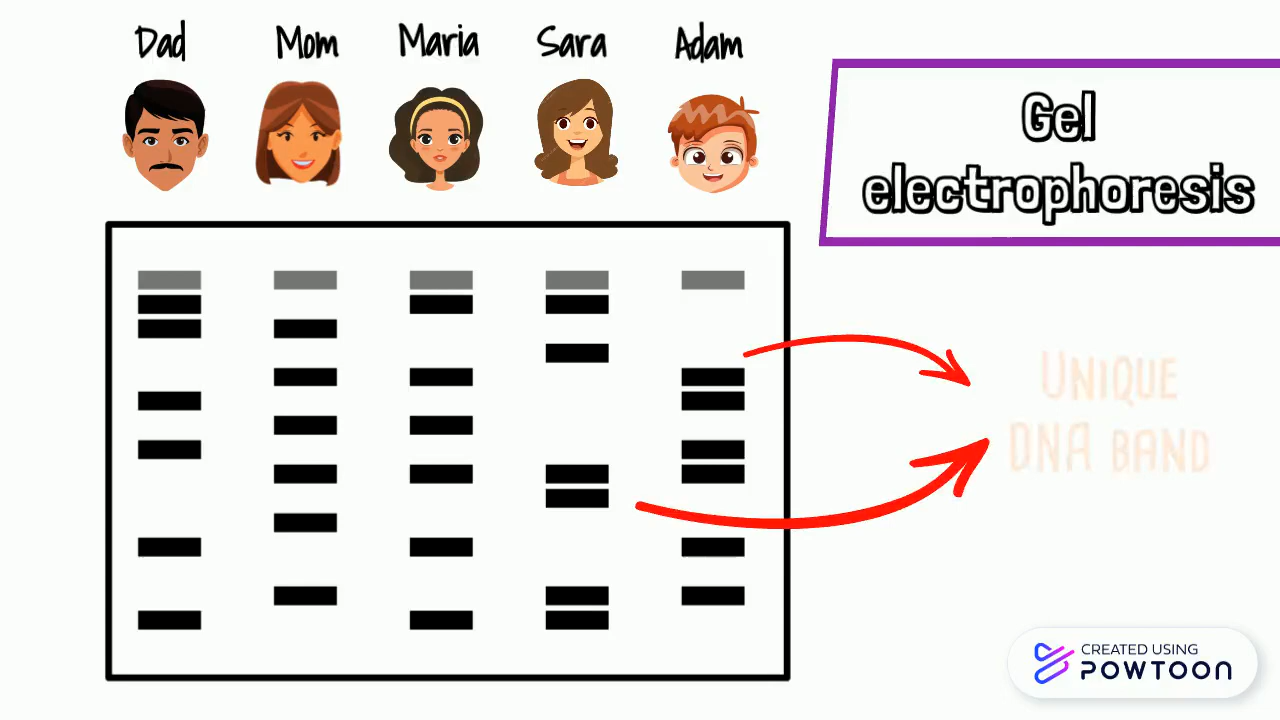 Dad Mom Maria Sara Adam
Gel
electrophoresis
UNIQUE
DNA BAND
CREATED USING
POWTOON